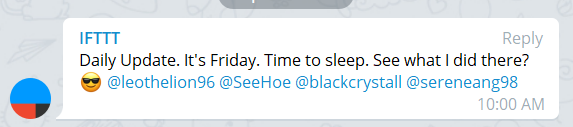 IFTTT Reply
Daily Update. It's Friday. Time to sleep. See what I did there?
😎 @leothelion96 @SeeHoe @blackcrystall @sereneang98
10:00 AM